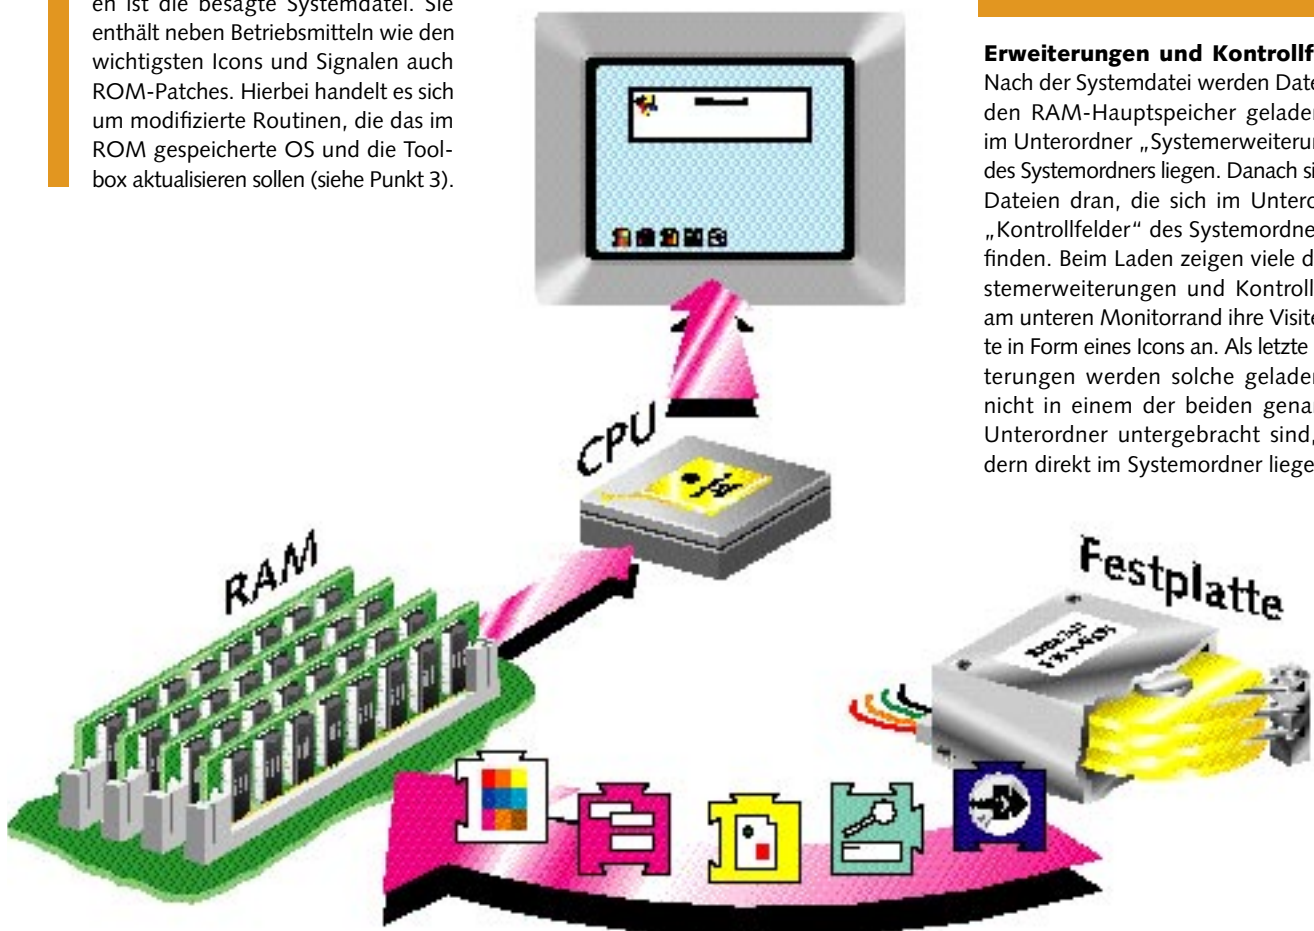 en ist die besagte Systemdatei. Sie
enthält neben Betriebsmitteln wie den
wichtigsten Icons und Signalen auch
ROM-Patches. Hierbei handelt es sich
um modifizierte Routinen, die das im
ROM gespeicherte OS und die Tool-
box aktualisieren sollen (siehe Punkt 3).
Erweiterungen und Kontrollf
Nach der Systemdatei werden Date
den RAM-Hauptspeicher gelader
im Unterordner „Systemerweiteru
des Systemordners liegen. Danach si
Dateien dran, die sich im Untero
„Kontrollfelder“ des Systemordne
finden. Beim Laden zeigen viele d
stemerweiterungen und Kontroll
am unteren Monitorrand ihre Visite
te in Form eines Icons an. Als letzte
terungen werden solche gelader
nicht in einem der beiden genai
Unterordner untergebracht sind,
dern direkt im Systemordner liege
CPU
RAM
Festplatte